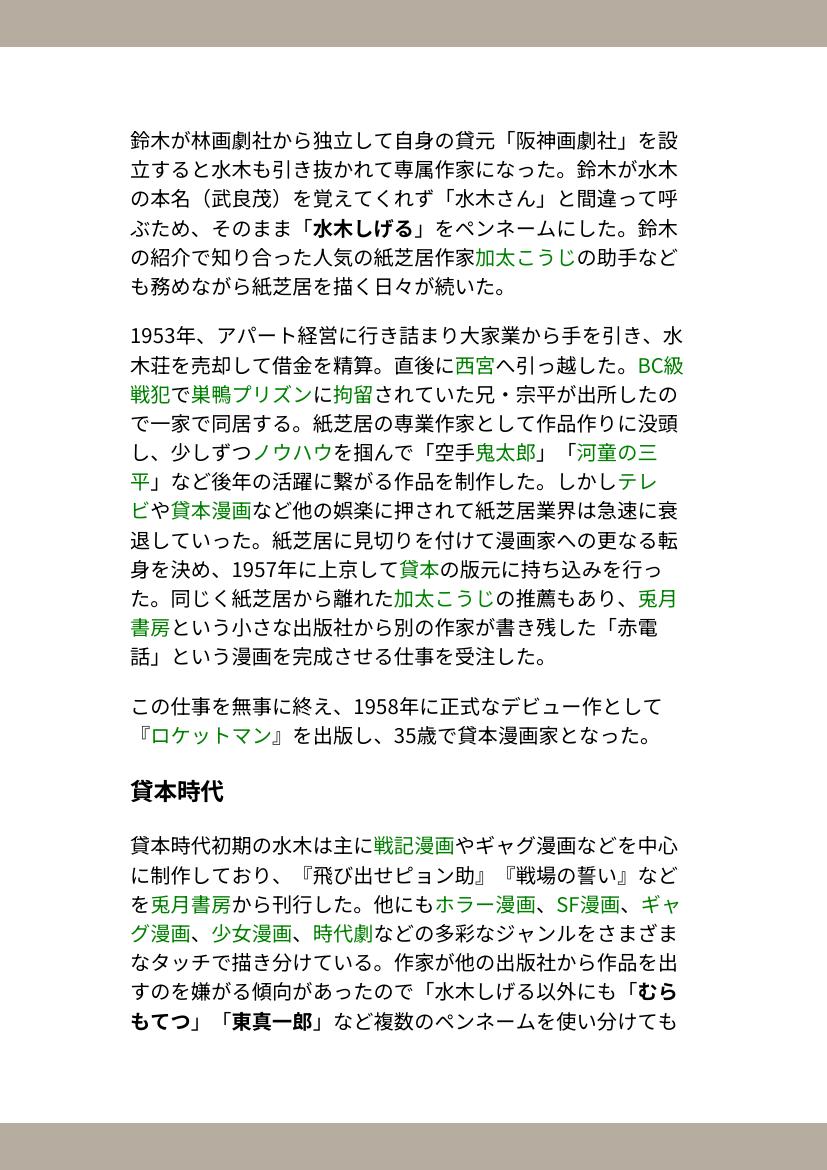 鈴木が林画劇社から独立して自身の貸元「阪神画劇社」を設
立すると水木も引き抜かれて専属作家になった。鈴木が水木
の本名（武良茂）を覚えてくれず「水木さん」と間違って呼
ぶため、そのまま「水木しげる」をペンネームにした。鈴木
の紹介で知り合った人気の紙芝居作家加太こうじの助手など
も務めながら紙芝居を描く日々が続いた。
1953年、アパート経営に行き詰まり大家業から手を引き、水
木荘を売却して借金を精算。直後に西宮へ引っ越した。BC級
戦犯で巣鴨プリズンに拘留されていた兄・宗平が出所したの
で一家で同居する。紙芝居の専業作家として作品作りに没頭
し、少しずつノウハウを掴んで「空手鬼太郎」「河童の三
平」など後年の活躍に繋がる作品を制作した。しかしテレ
ビや貸本漫画など他の娯楽に押されて紙芝居業界は急速に衰
退していった。紙芝居に見切りを付けて漫画家への更なる転
身を決め、1957年に上京して貸本の版元に持ち込みを行っ
た。同じく紙芝居から離れた加太こうじの推薦もあり、兎月
書房という小さな出版社から別の作家が書き残した「赤電
話」という漫画を完成させる仕事を受注した。
この仕事を無事に終え、1958年に正式なデビュー作として
『ロケットマン』を出版し、35歳で貸本漫画家となった。
貸本時代
貸本時代初期の水木は主に戦記漫画やギャグ漫画などを中心
に制作しており、『飛び出せピョン助』『戦場の誓い』など
を兎月書房から刊行した。他にもホラー漫画、SF漫画、ギャ
グ漫画、少女漫画、時代劇などの多彩なジャンルをさまざま
なタッチで描き分けている。作家が他の出版社から作品を出
すのを嫌がる傾向があったので「水木しげる以外にも「むら
もてつ」「東真一郎」など複数のペンネームを使い分けても